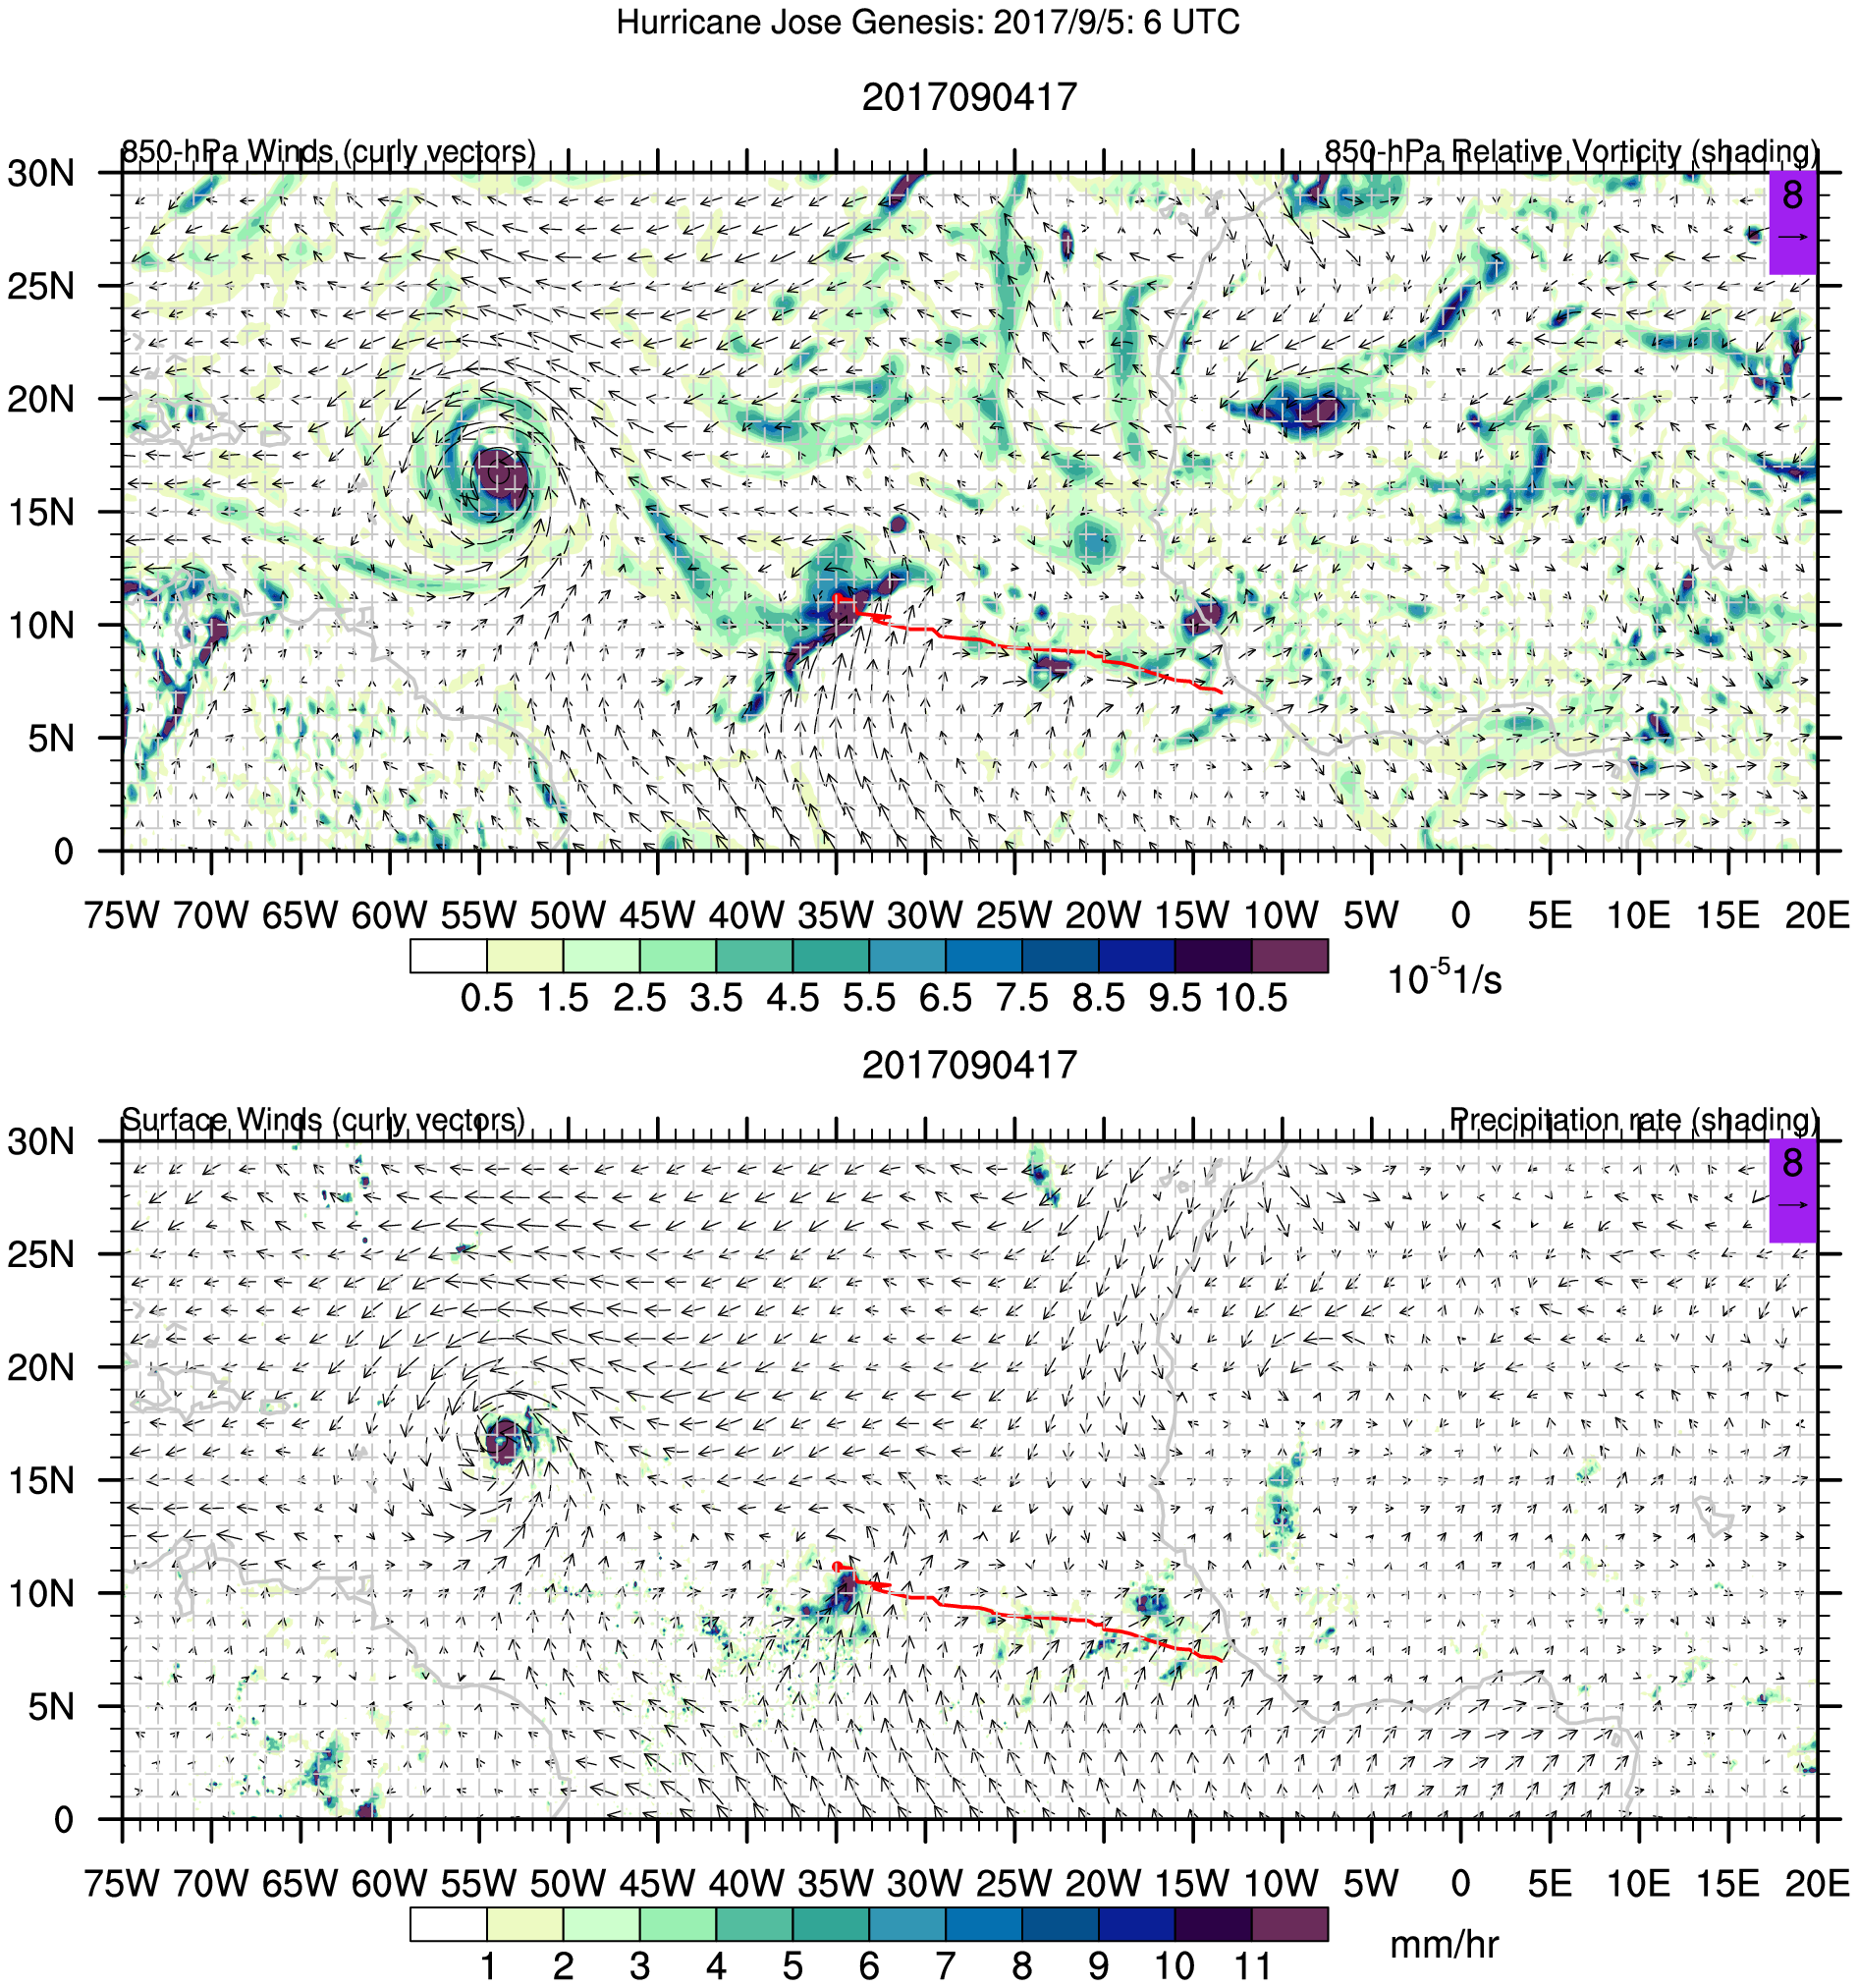 Hurricane Jose Genesis: 2017/9/5: 6 UTC
2017090417
850-hPa Winds (curly vectors) 850-hPa Relative Vorticity (shading)
8
30N
25N
20N
15N
10N
5N
0
75W 70W 65W 60W 55W 50W 45W 40W 35W 30W 25W 20W 15W 10W 5W 0 5E 10E 15E 20E
0.5 1.5 2.5 3.5 4.5 5.5 6.5 7.5 8.5 9.5 10.5
10⁻⁵1/s
2017090417
Surface Winds (curly vectors) Precipitation rate (shading)
8
30N
25N
20N
15N
10N
5N
0
75W 70W 65W 60W 55W 50W 45W 40W 35W 30W 25W 20W 15W 10W 5W 0 5E 10E 15E 20E
1 2 3 4 5 6 7 8 9 10 11
mm/hr